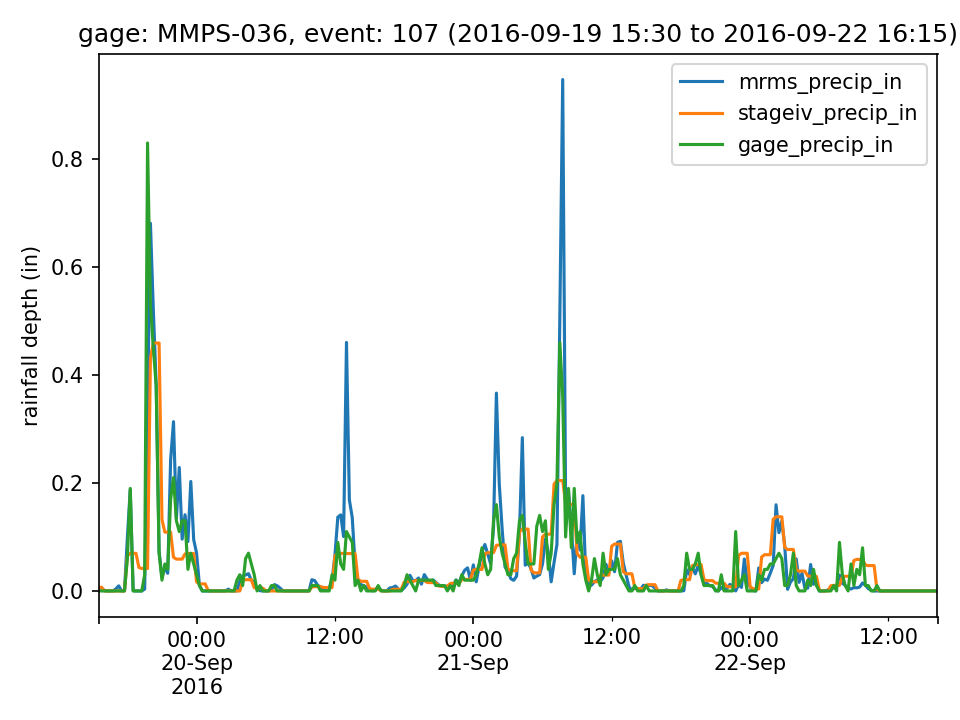 gage: MMPS-036, event: 107 (2016-09-19 15:30 to 2016-09-22 16:15)
mrms_precip_in
stageiv_precip_in
gage_precip_in
rainfall depth (in)
0.8
0.6
0.4
0.2
0.0
00:00 12:00 00:00 12:00 00:00 12:00
20-Sep 21-Sep 22-Sep
2016